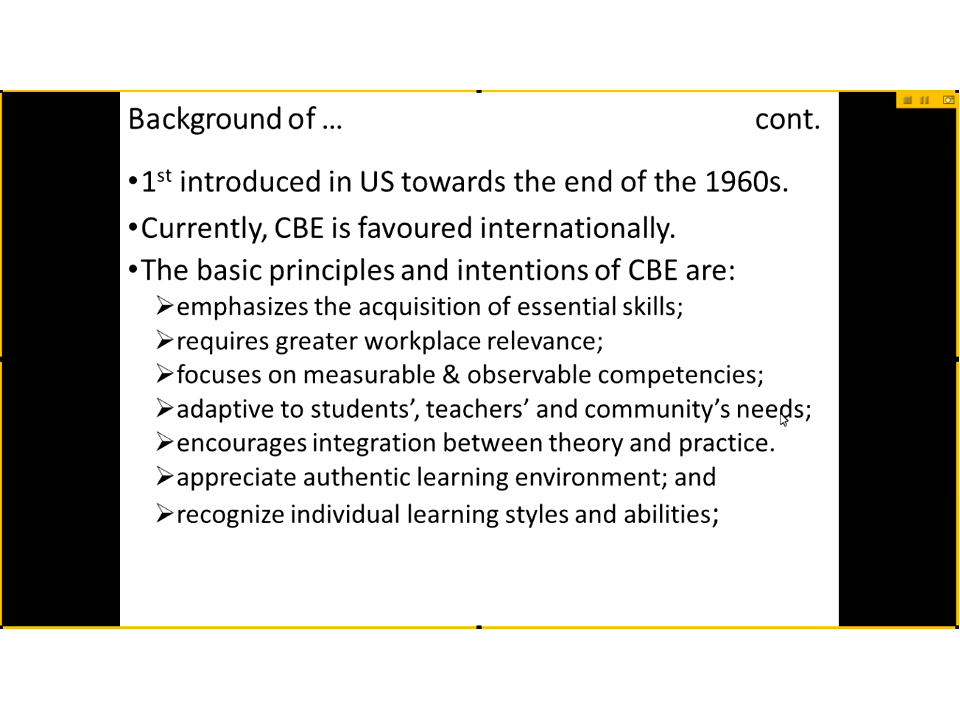 Background of … cont.
•1st introduced in US towards the end of the 1960s.
•Currently, CBE is favoured internationally.
•The basic principles and intentions of CBE are:
➢emphasizes the acquisition of essential skills;
➢requires greater workplace relevance;
➢focuses on measurable & observable competencies;
➢adaptive to students’, teachers’ and community’s needs;
➢encourages integration between theory and practice.
➢appreciate authentic learning environment; and
➢recognize individual learning styles and abilities;